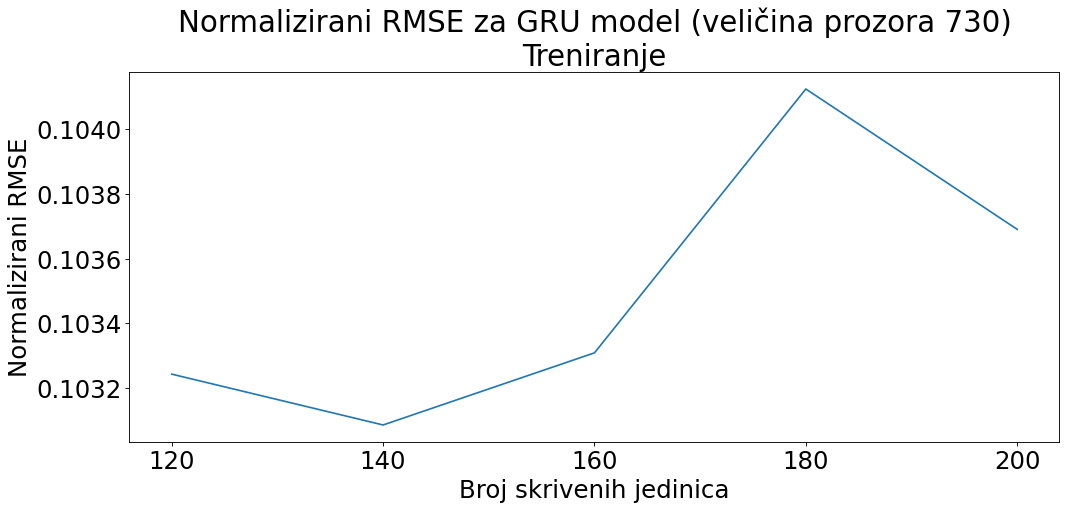 Normalizirani RMSE za GRU model (veličina prozora 730)
Treniranje
Normalizirani RMSE
0.1040
0.1038
0.1036
0.1034
0.1032
120 140 160 180 200
Broj skrivenih jedinica